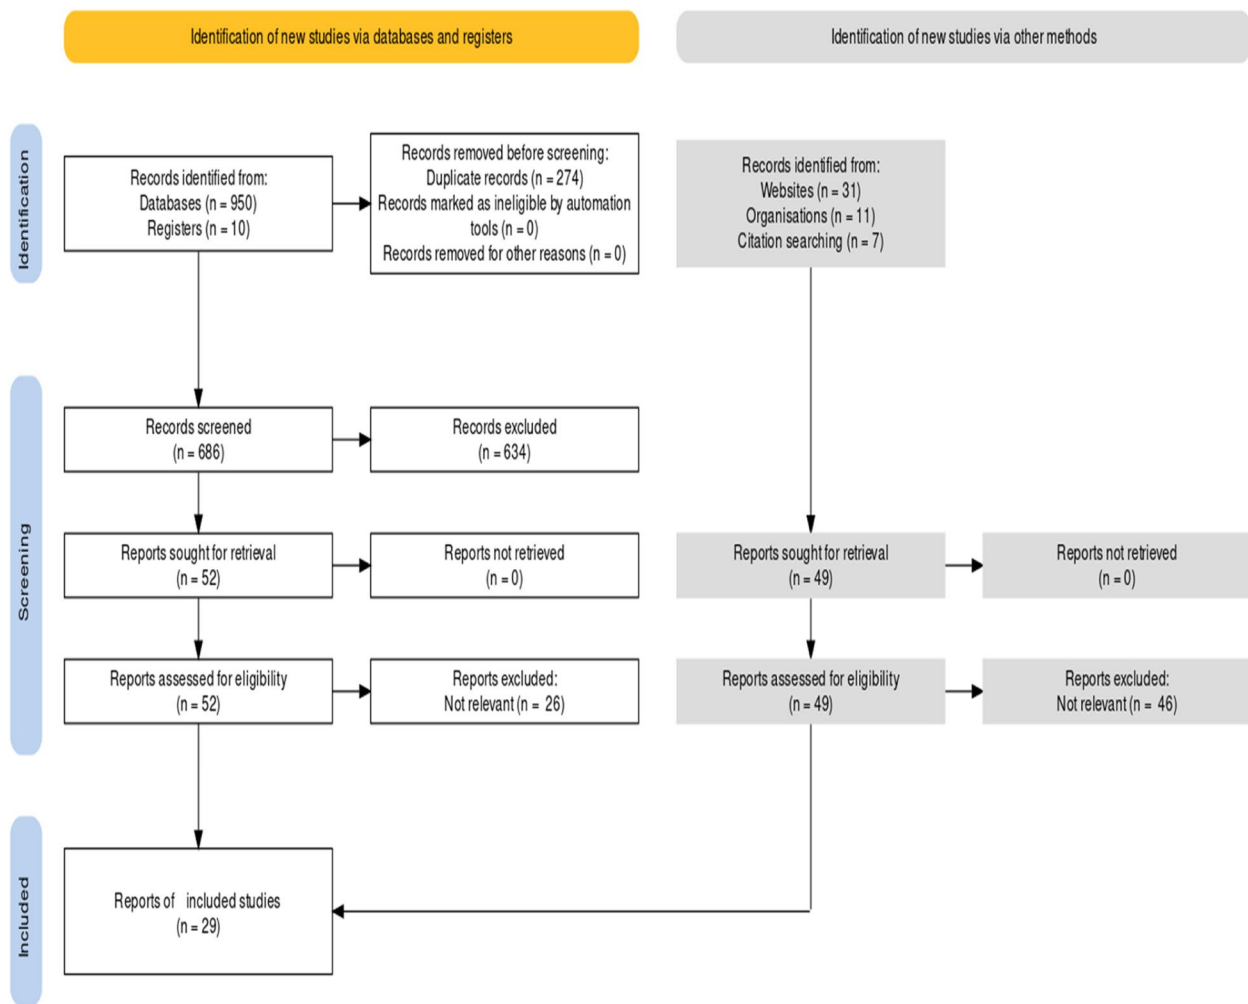 Identification of new studies via databases and registers
Identification of new studies via other methods
Identification
Records identified from:
Databases (n = 950)
Registers (n = 10)
Records removed before screening:
Duplicate records (n = 274)
Records marked as ineligible by automation
tools (n = 0)
Records removed for other reasons (n = 0)
Records identified from:
Websites (n = 31)
Organisations (n = 11)
Citation searching (n = 7)
Screening
Records screened
(n = 686)
Records excluded
(n = 634)
Reports sought for retrieval
(n = 52)
Reports not retrieved
(n = 0)
Reports sought for retrieval
(n = 49)
Reports not retrieved
(n = 0)
Reports assessed for eligibility
(n = 52)
Reports excluded:
Not relevant (n = 26)
Reports assessed for eligibility
(n = 49)
Reports excluded:
Not relevant (n = 46)
Included
Reports of included studies
(n = 29)